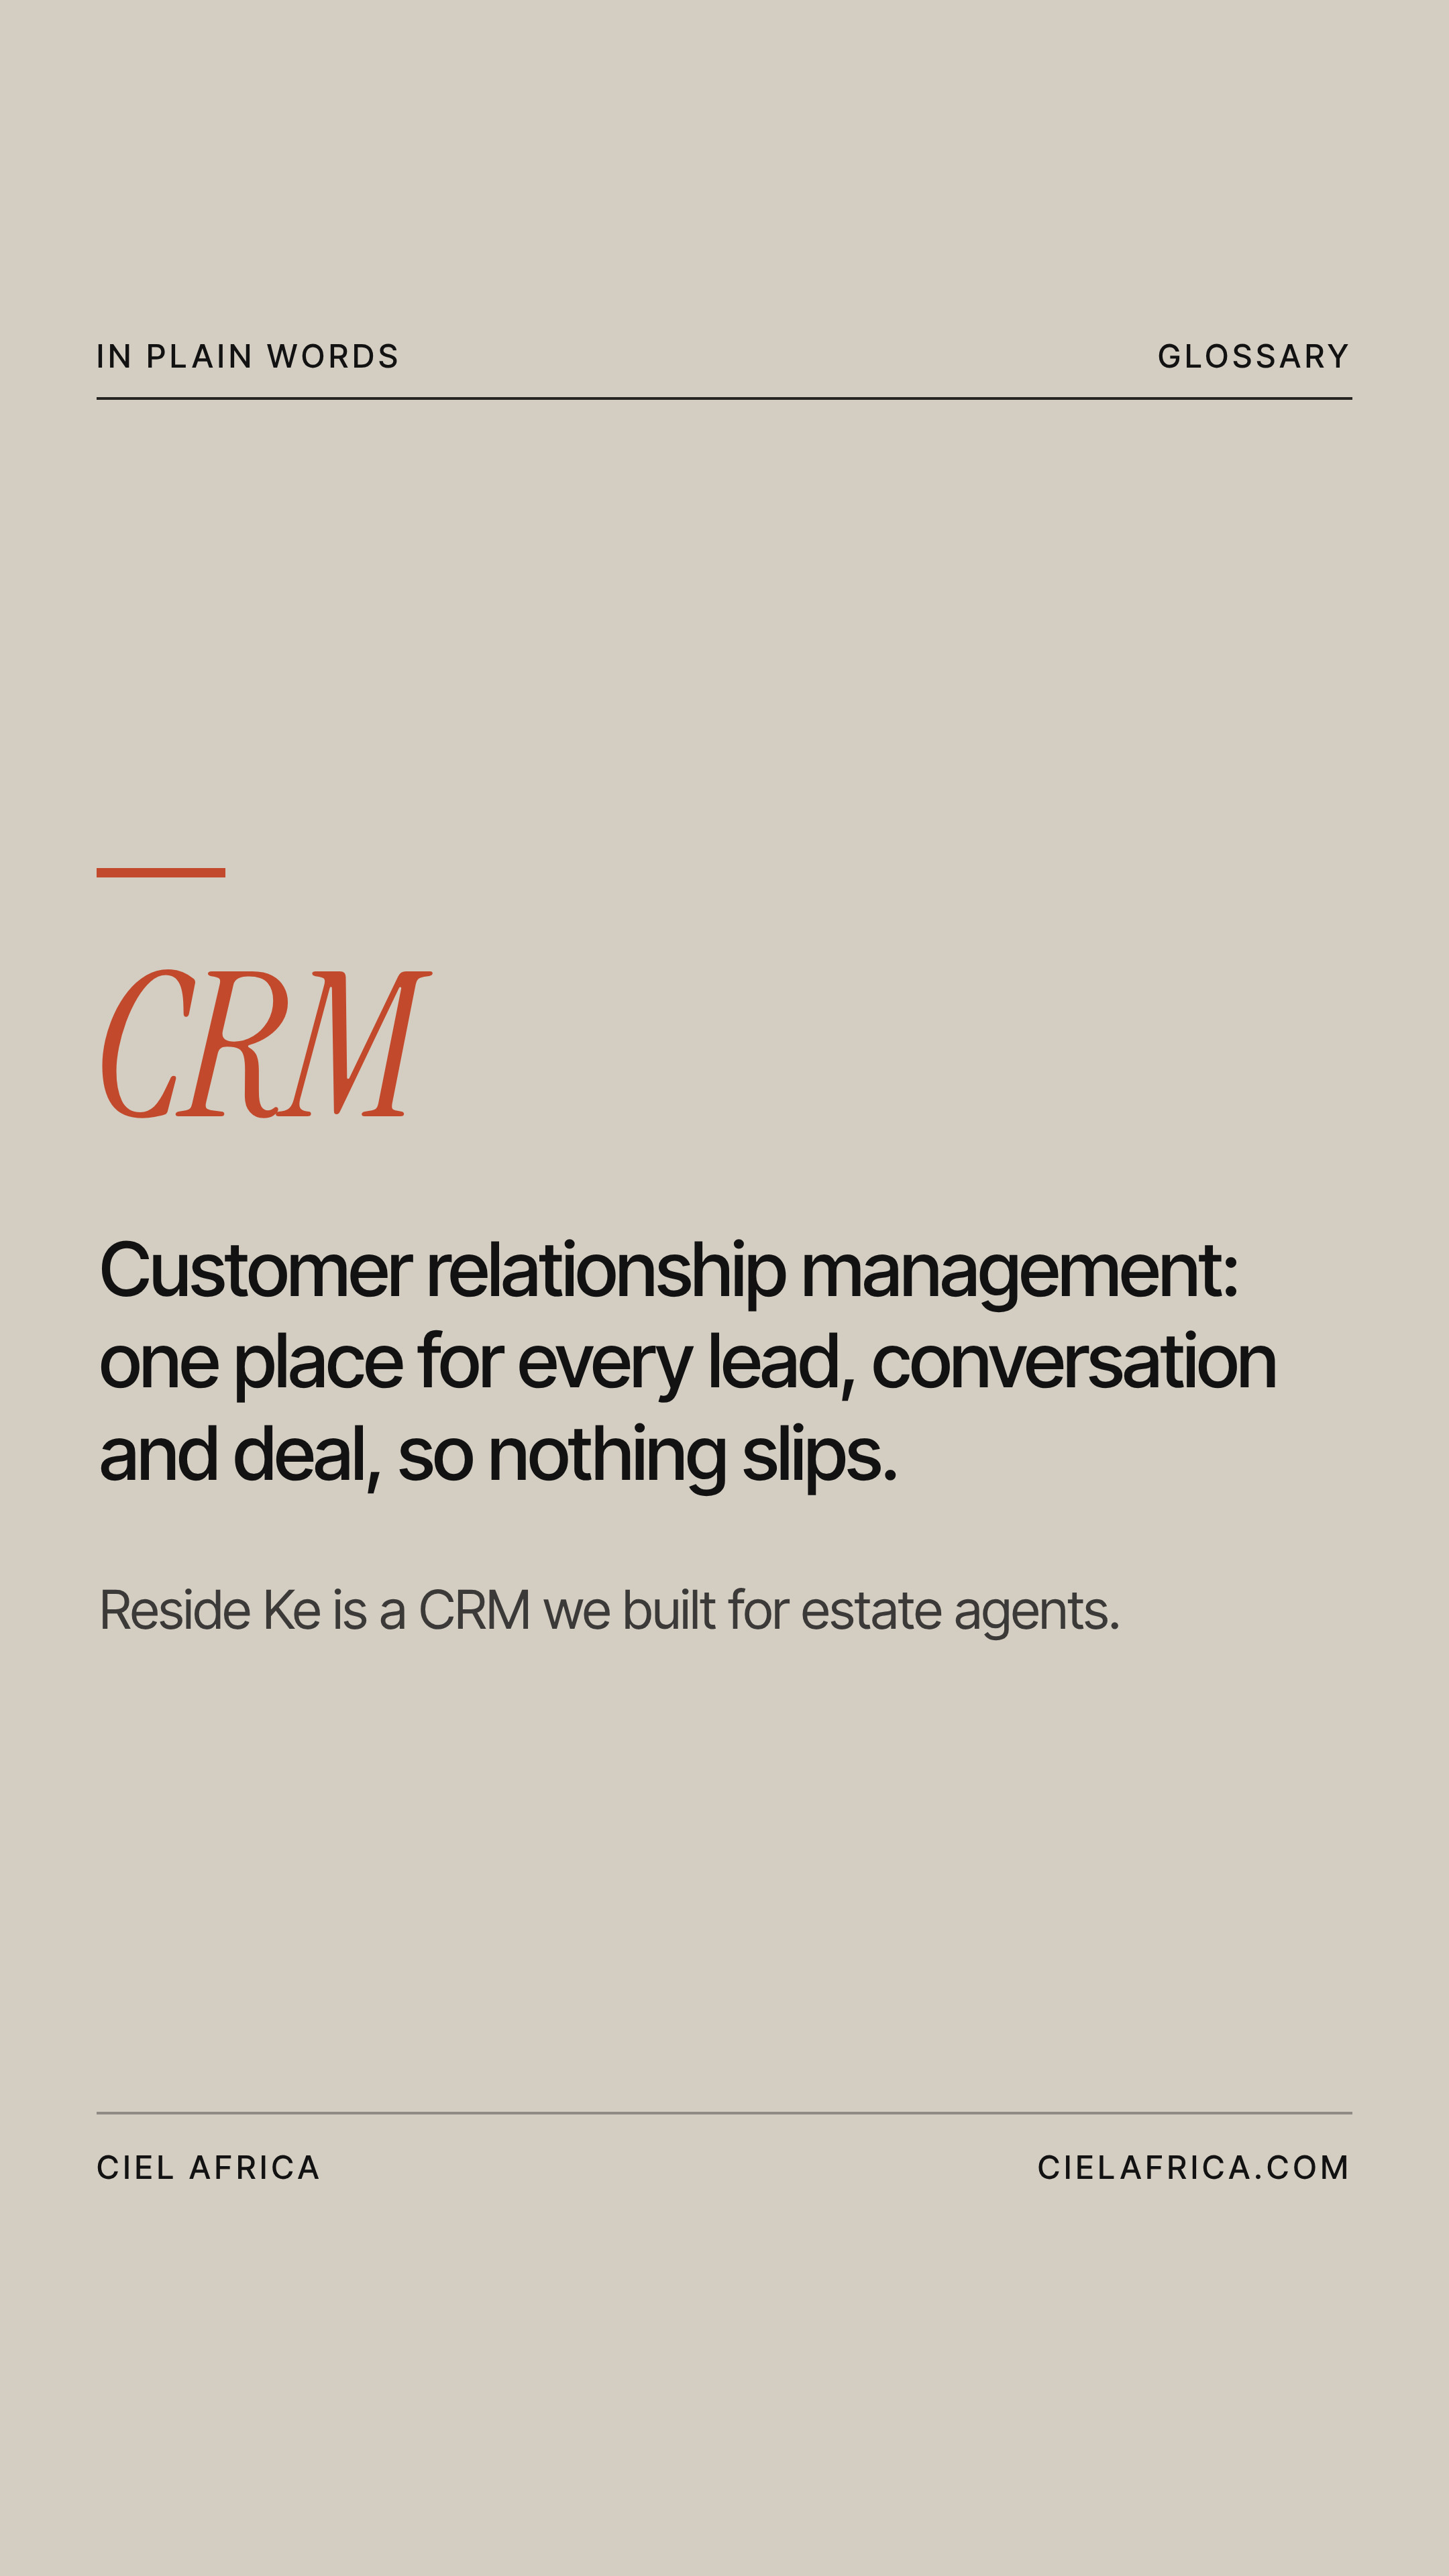 IN PLAIN WORDS
GLOSSARY
CRM
Customer relationship management:
one place for every lead, conversation
and deal, so nothing slips.
Reside Ke is a CRM we built for estate agents.
CIEL AFRICA
CIELAFRICA.COM